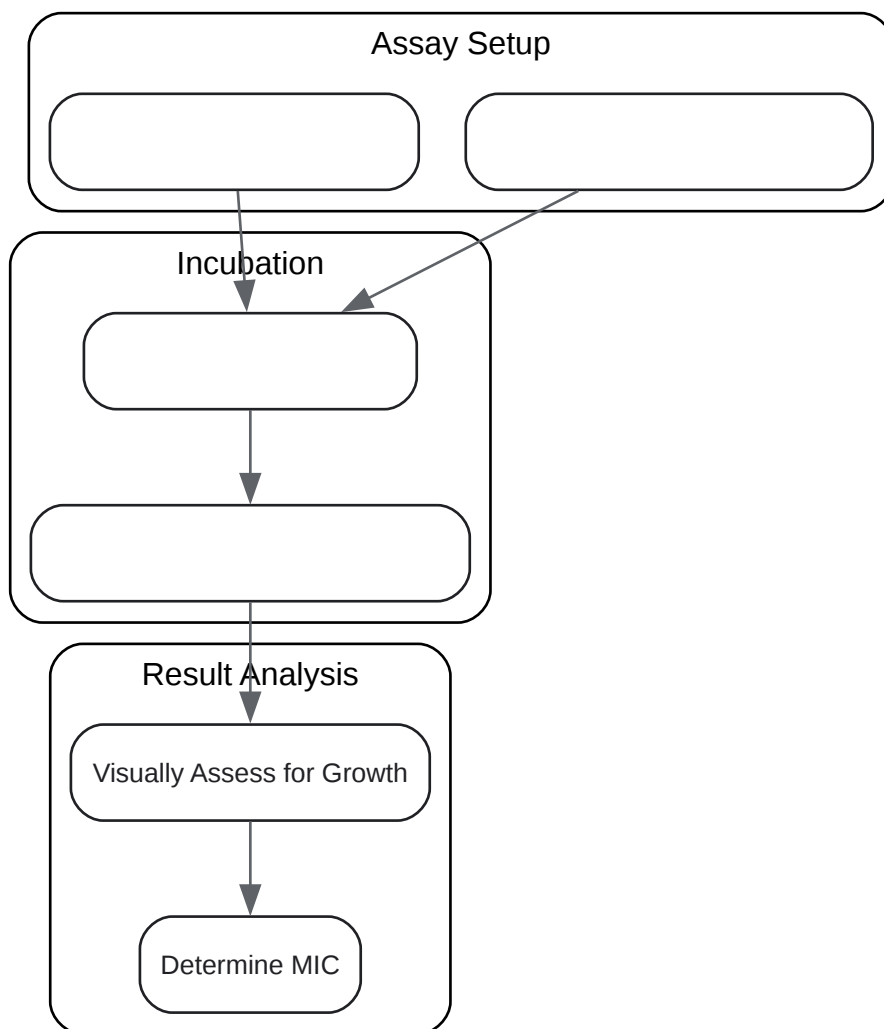 Assay Setup
Incubation
Result Analysis
Visually Assess for Growth
Determine MIC